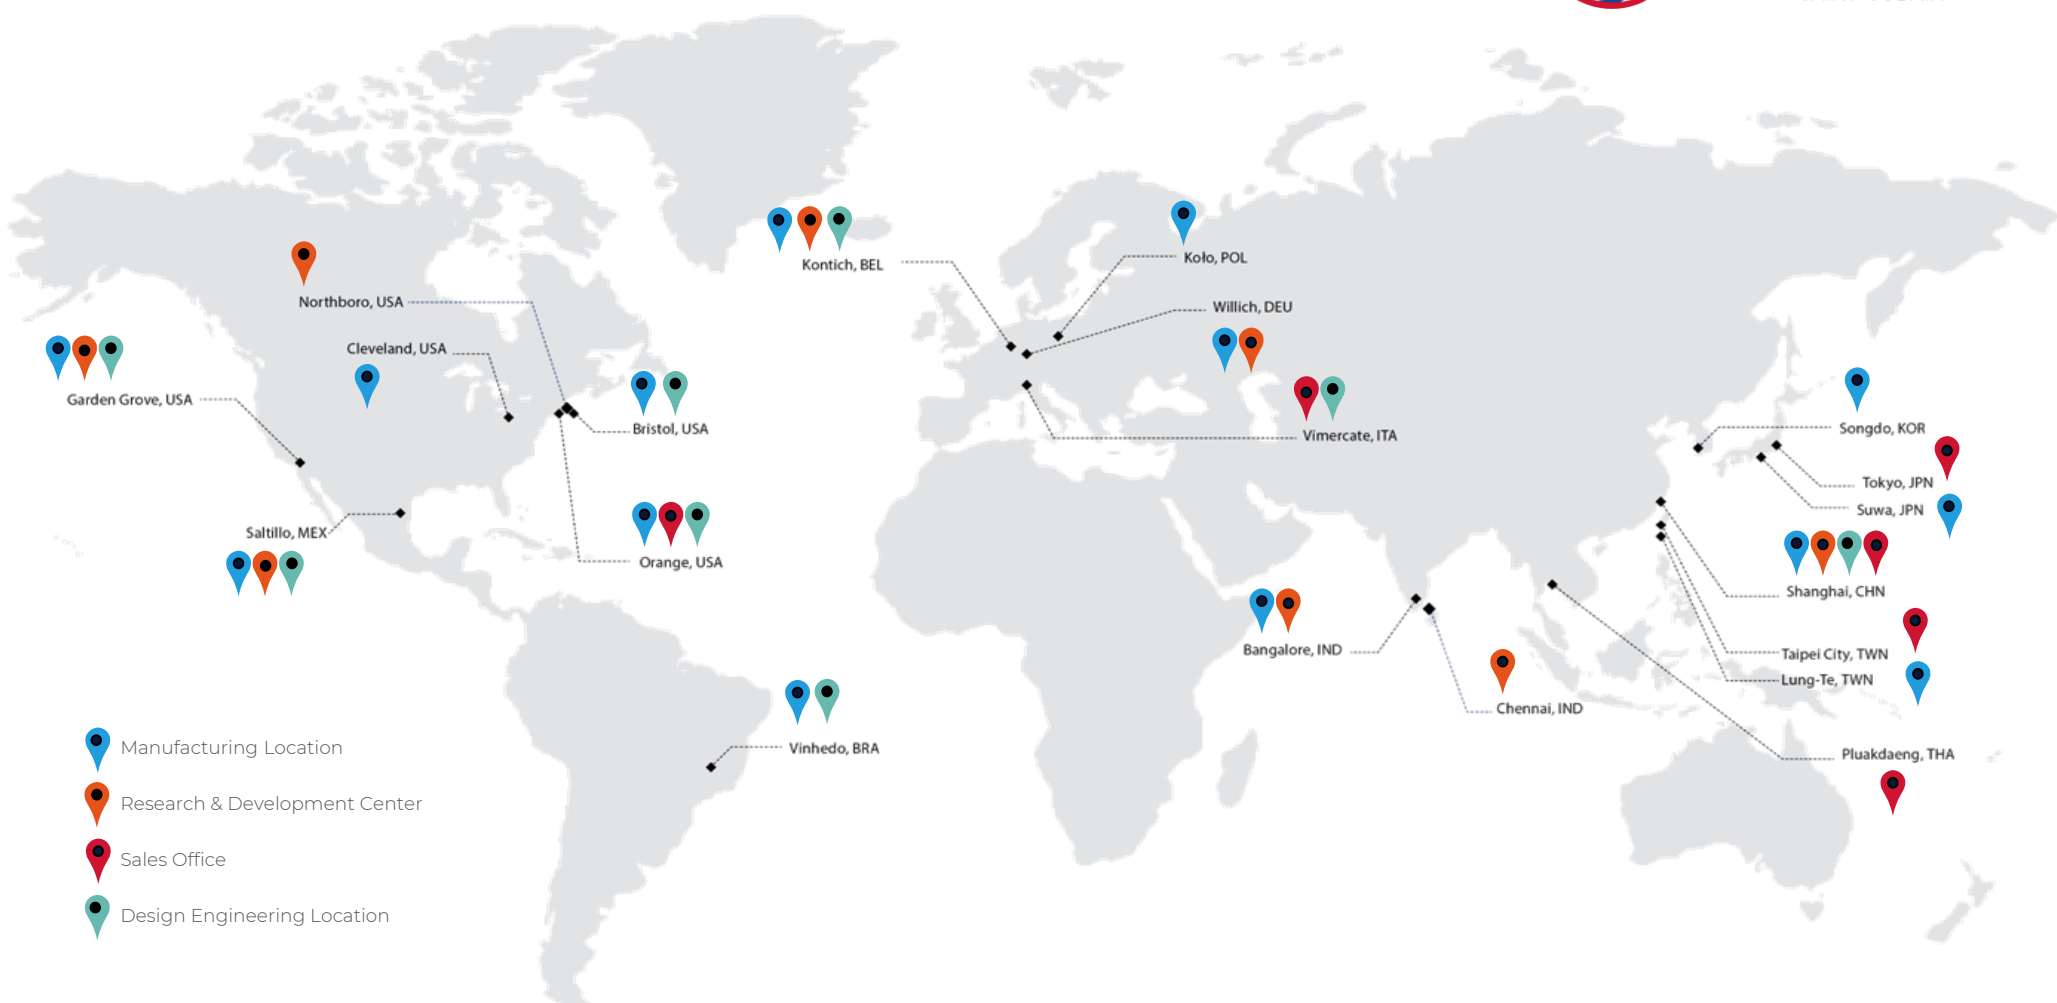 Kontich, BEL
Koło, POL
Northboro, USA
Willich, DEU
Cleveland, USA
Garden Grove, USA
Bristol, USA
Vimercate, ITA
Songdo, KOR
Tokyo, JPN
Suwa, JPN
Saltillo, MEX
Orange, USA
Shanghai, CHN
Bangalore, IND
Taipei City, TWN
Lung-Te, TWN
Chennai, IND
Vinhedo, BRA
Pluakdaeng, THA
Manufacturing Location
Research & Development Center
Sales Office
Design Engineering Location